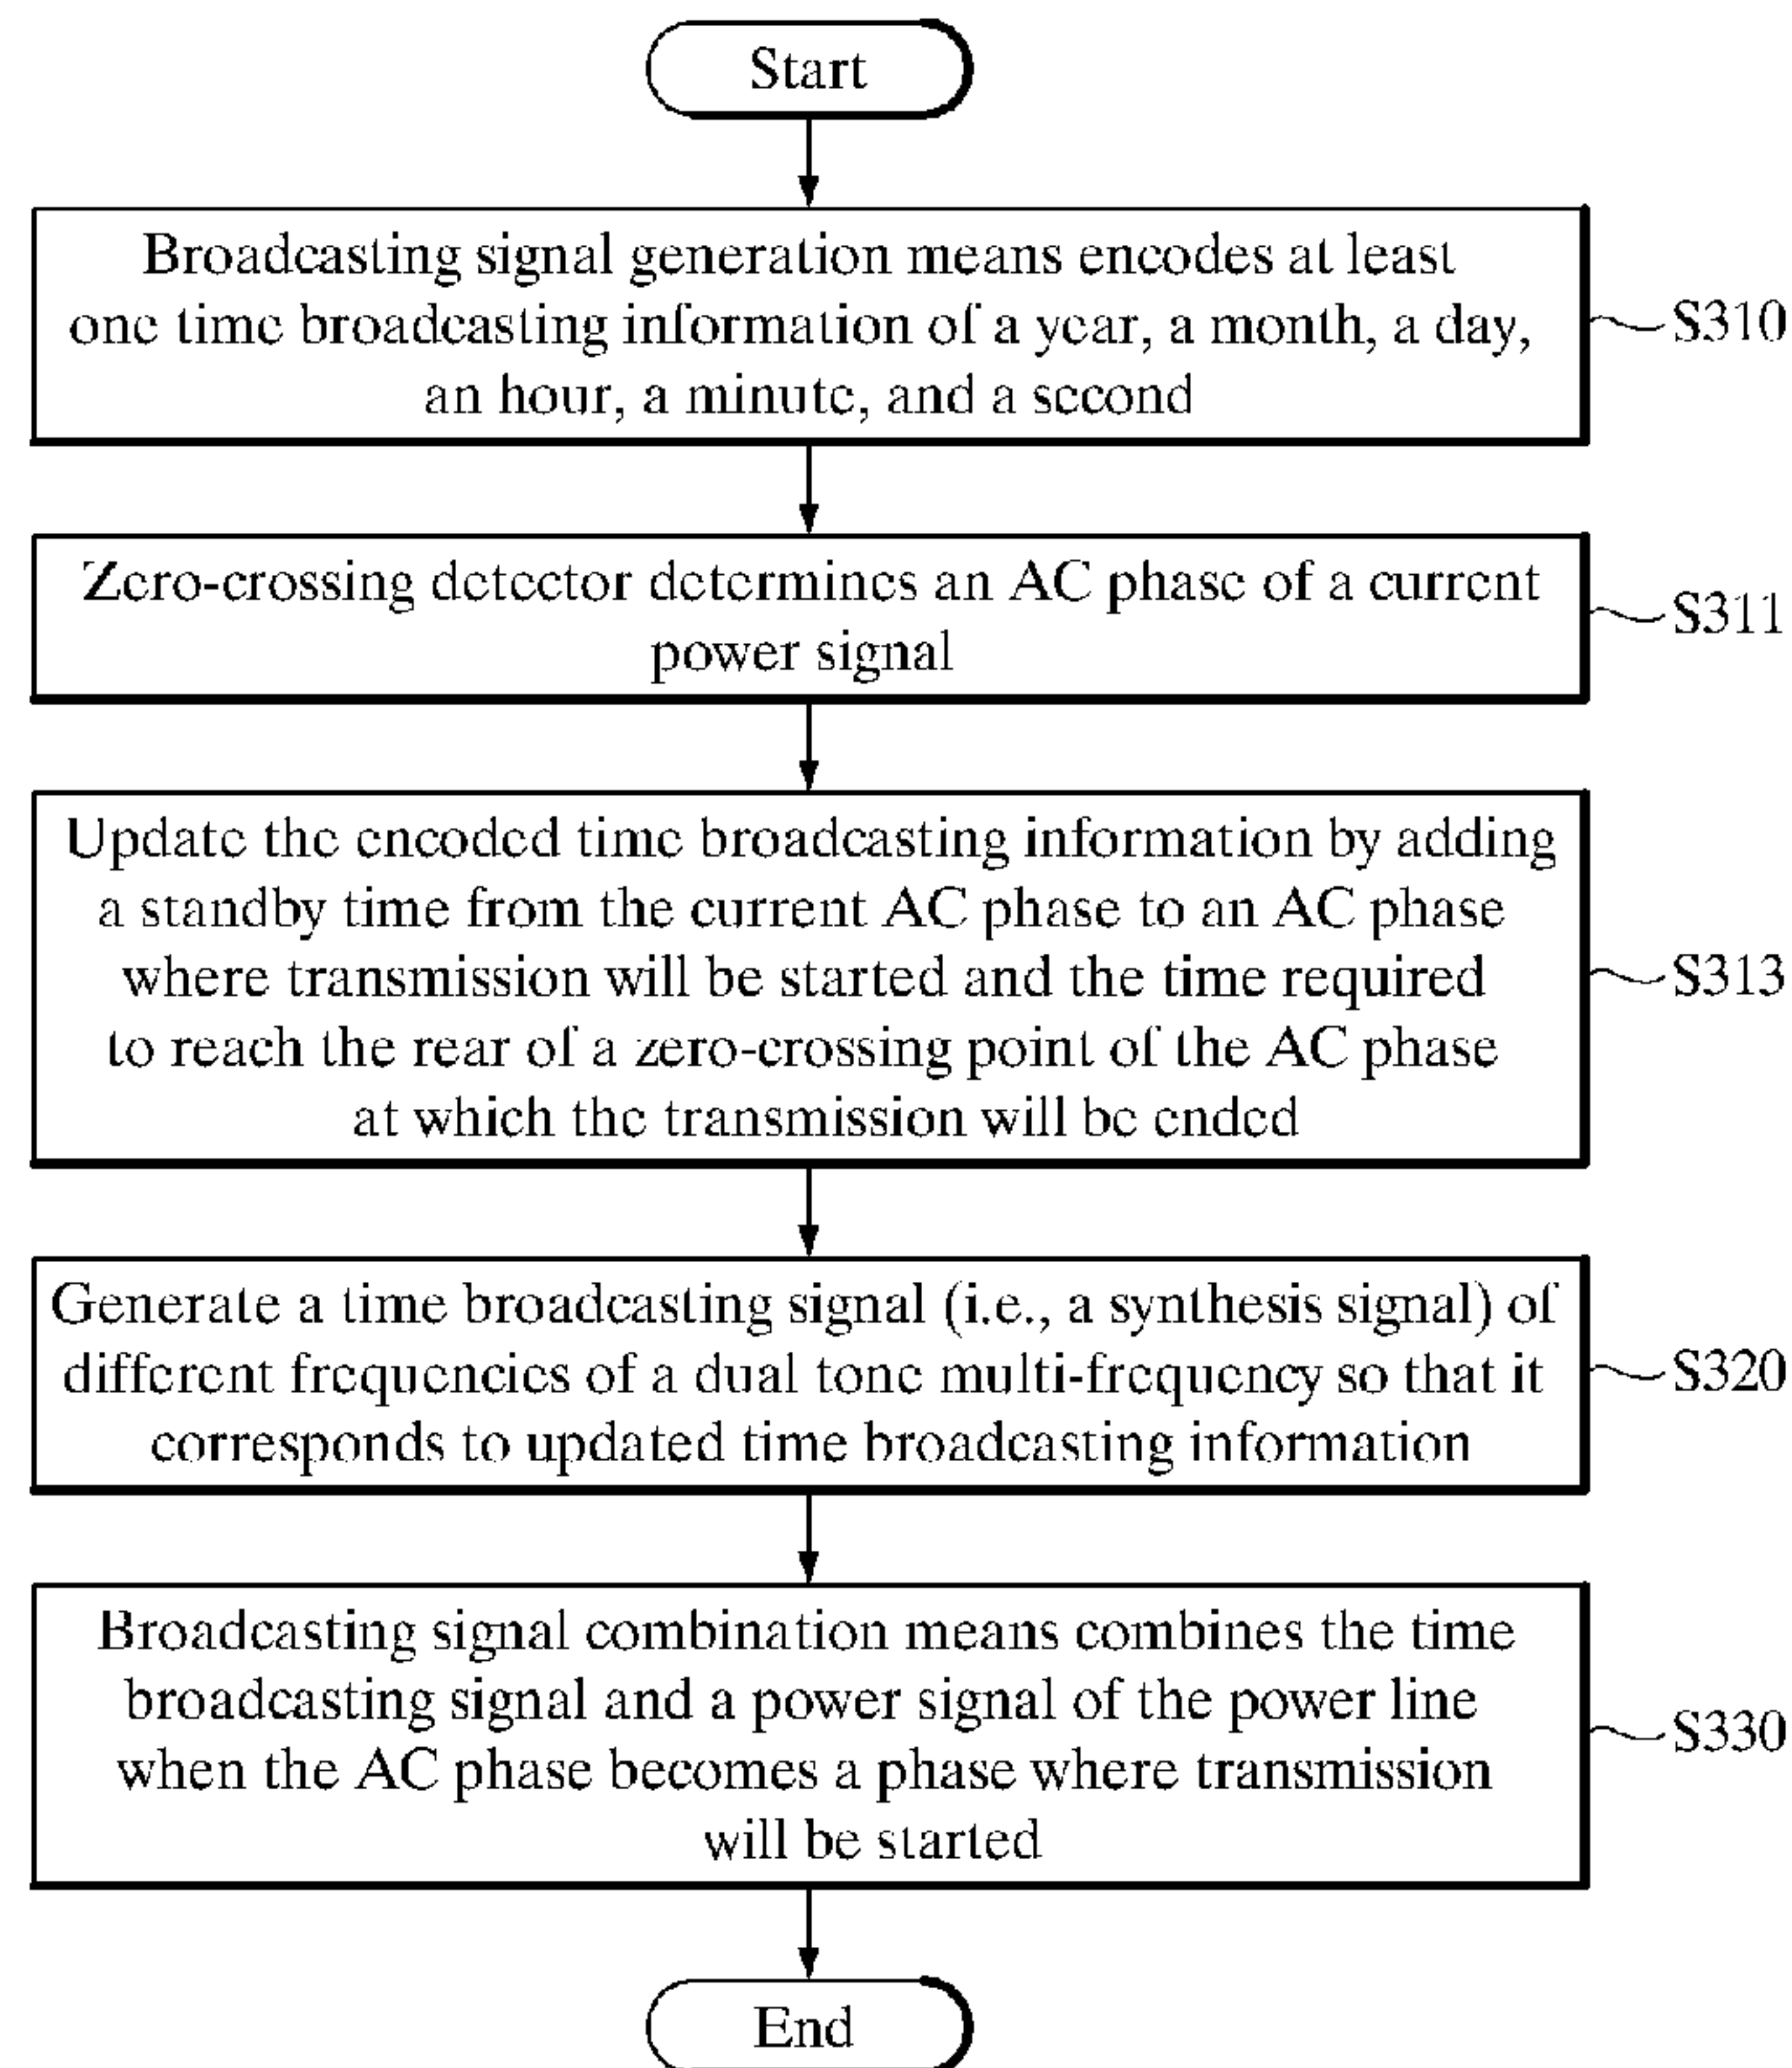 Start
Broadcasting signal generation means encodes at least
one time broadcasting information of a year, a month, a day,
an hour, a minute, and a second
S310
Zero-crossing detector determines an AC phase of a current
power signal
S311
Update the encoded time broadcasting information by adding
a standby time from the current AC phase to an AC phase
where transmission will be started and the time required
to reach the rear of a zero-crossing point of the AC phase
at which the transmission will be ended
S313
Generate a time broadcasting signal (i.e., a synthesis signal) of
different frequencies of a dual tone multi-frequency so that it
corresponds to updated time broadcasting information
S320
Broadcasting signal combination means combines the time
broadcasting signal and a power signal of the power line
when the AC phase becomes a phase where transmission
will be started
S330
End